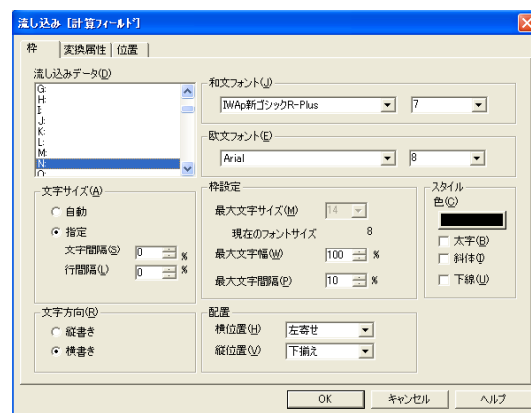 流し込み [計算ﾌｨｰﾙﾄﾞ]
枠 変換属性 位置
流し込みデータ(D)
G:
H:
I:
J:
K:
L:
M:
N:
O:
和文フォント(J)
IWAp新ゴシックR-Plus 7
欧文フォント(E)
Arial 8
文字サイズ(A)
自動
指定
文字間隔(S) 0 %
行間隔(L) 0 %
枠設定
最大文字サイズ(M) 14
現在のフォントサイズ 8
最大文字幅(W) 100 %
最大文字間隔(P) 10 %
スタイル
色(C)
太字(B)
斜体(I)
下線(U)
文字方向(R)
縦書き
横書き
配置
横位置(H) 左寄せ
縦位置(V) 下揃え
OK キャンセル ヘルプ